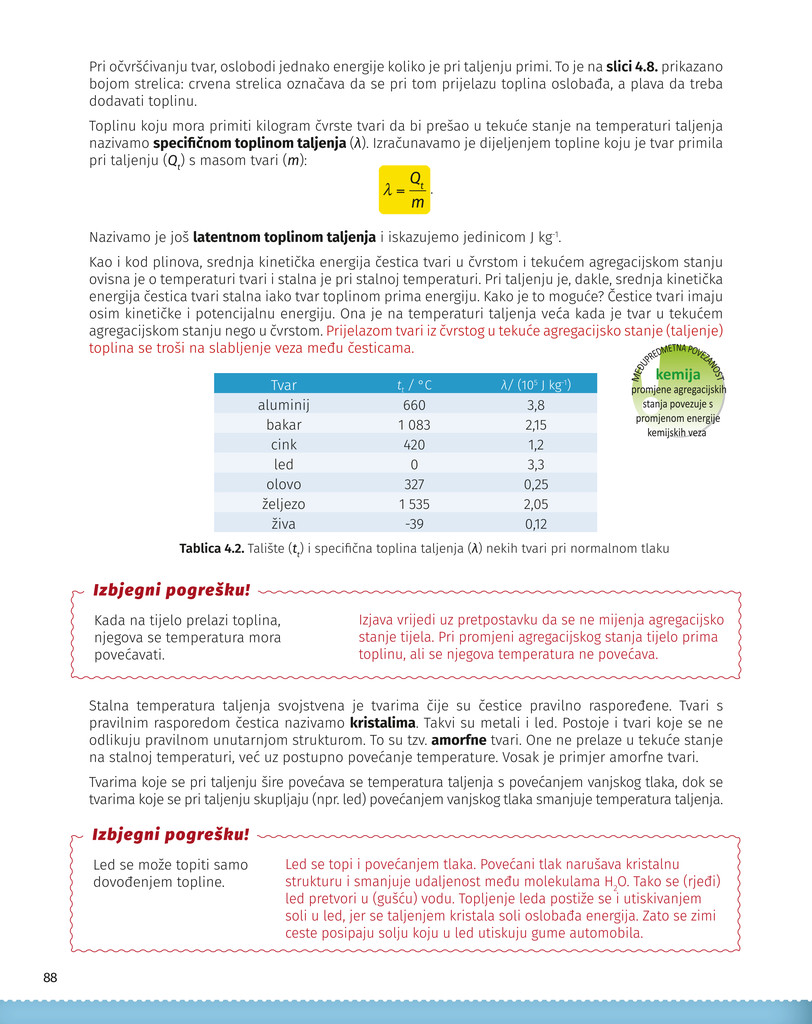 Pri očvršćivanju tvar, oslobodi jednako energije koliko je pri taljenju primi. To je na slici 4.8. prikazano
bojom strelica: crvena strelica označava da se pri tom prijelazu toplina oslobađa, a plava da treba
dodavati toplinu.
Toplinu koju mora primiti kilogram čvrste tvari da bi prešao u tekuće stanje na temperaturi taljenja
nazivamo specifičnom toplinom taljenja (λ). Izračunavamo je dijeljenjem topline koju je tvar primila
pri taljenju (Qₜ) s masom tvari (m):
λ = Qₜ / m .
Nazivamo je još latentnom toplinom taljenja i iskazujemo jedinicom J kg⁻¹.
Kao i kod plinova, srednja kinetička energija čestica tvari u čvrstom i tekućem agregacijskom stanju
ovisna je o temperaturi tvari i stalna je pri stalnoj temperaturi. Pri taljenju je, dakle, srednja kinetička
energija čestica tvari stalna iako tvar toplinom prima energiju. Kako je to moguće? Čestice tvari imaju
osim kinetičke i potencijalnu energiju. Ona je na temperaturi taljenja veća kada je tvar u tekućem
agregacijskom stanju nego u čvrstom. Prijelazom tvari iz čvrstog u tekuće agregacijsko stanje (taljenje)
toplina se troši na slabljenje veza među česticama.
MEĐUPREDMETNA POVEZANOST
kemija
promjene agregacijskih
stanja povezuje s
promjenom energije
kemijskih veza
Tvar tₜ / °C λ/ (10⁵ J kg⁻¹)
aluminij 660 3,8
bakar 1 083 2,15
cink 420 1,2
led 0 3,3
olovo 327 0,25
željezo 1 535 2,05
živa -39 0,12
Tablica 4.2. Talište (tₜ) i specifična toplina taljenja (λ) nekih tvari pri normalnom tlaku
Izbjegni pogrešku!
Kada na tijelo prelazi toplina,
njegova se temperatura mora
povećavati.
Izjava vrijedi uz pretpostavku da se ne mijenja agregacijsko
stanje tijela. Pri promjeni agregacijskog stanja tijelo prima
toplinu, ali se njegova temperatura ne povećava.
Stalna temperatura taljenja svojstvena je tvarima čije su čestice pravilno raspoređene. Tvari s
pravilnim rasporedom čestica nazivamo kristalima. Takvi su metali i led. Postoje i tvari koje se ne
odlikuju pravilnom unutarnjom strukturom. To su tzv. amorfne tvari. One ne prelaze u tekuće stanje
na stalnoj temperaturi, već uz postupno povećanje temperature. Vosak je primjer amorfne tvari.
Tvarima koje se pri taljenju šire povećava se temperatura taljenja s povećanjem vanjskog tlaka, dok se
tvarima koje se pri taljenju skupljaju (npr. led) povećanjem vanjskog tlaka smanjuje temperatura taljenja.
Izbjegni pogrešku!
Led se može topiti samo
dovođenjem topline.
Led se topi i povećanjem tlaka. Povećani tlak narušava kristalnu
strukturu i smanjuje udaljenost među molekulama H₂O. Tako se (rjeđi)
led pretvori u (gušću) vodu. Topljenje leda postiže se i utiskivanjem
soli u led, jer se taljenjem kristala soli oslobađa energija. Zato se zimi
ceste posipaju solju koju u led utiskuju gume automobila.
88